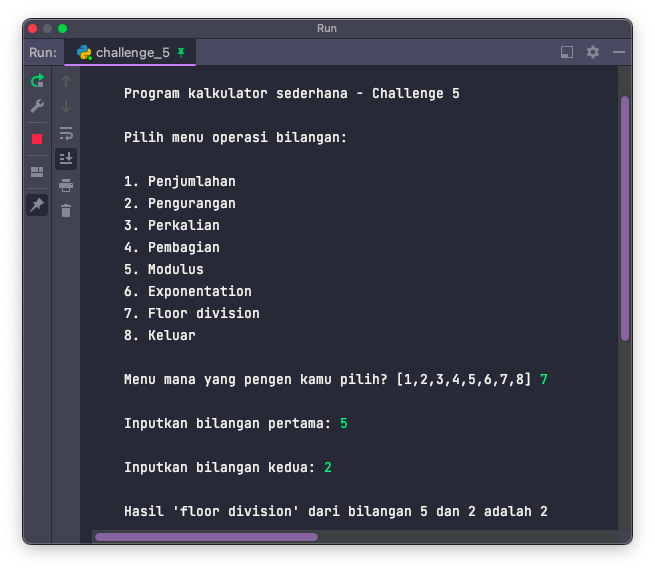 Run
Run:
challenge_5
Program kalkulator sederhana - Challenge 5
Pilih menu operasi bilangan:
1. Penjumlahan
2. Pengurangan
3. Perkalian
4. Pembagian
5. Modulus
6. Exponentation
7. Floor division
8. Keluar
Menu mana yang pengen kamu pilih? [1,2,3,4,5,6,7,8] 7
Inputkan bilangan pertama: 5
Inputkan bilangan kedua: 2
Hasil 'floor division' dari bilangan 5 dan 2 adalah 2